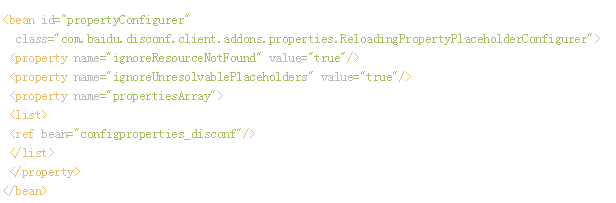 <bean id="propertyConfigurer"
class="com.baidu.disconf.client.addons.properties.ReloadingPropertyPlaceholderConfigurer">
<property name="ignoreResourceNotFound" value="true"/>
<property name="ignoreUnresolvablePlaceholders" value="true"/>
<property name="propertiesArray">
<list>
<ref bean="configproperties_disconf"/>
</list>
</property>
</bean>